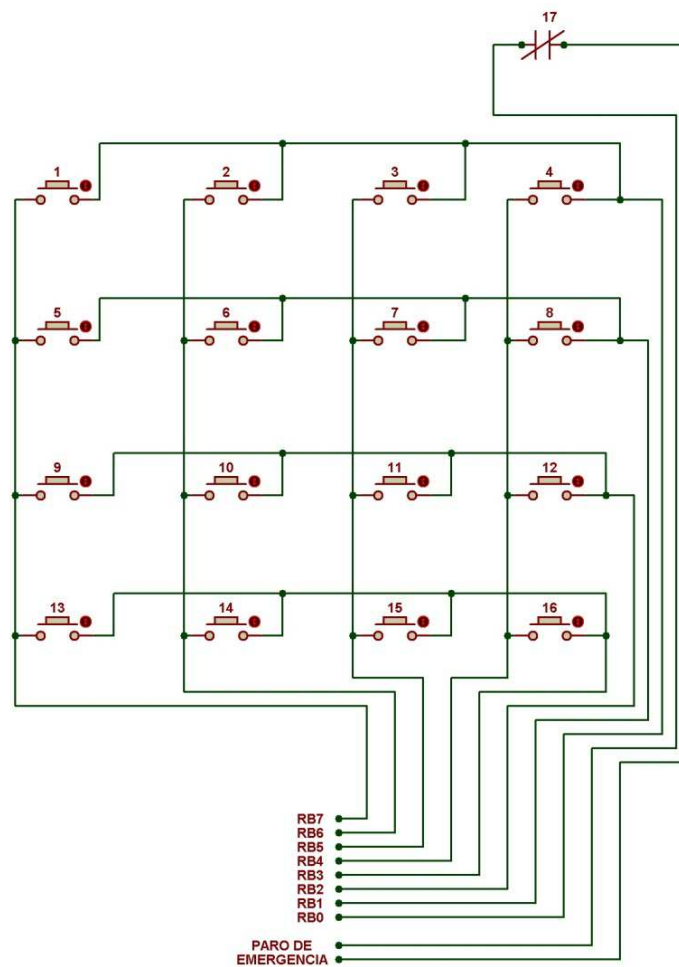 17
1 2 3 4
5 6 7 8
9 10 11 12
13 14 15 16
RB7
RB6
RB5
RB4
RB3
RB2
RB1
RB0
PARO DE
EMERGENCIA